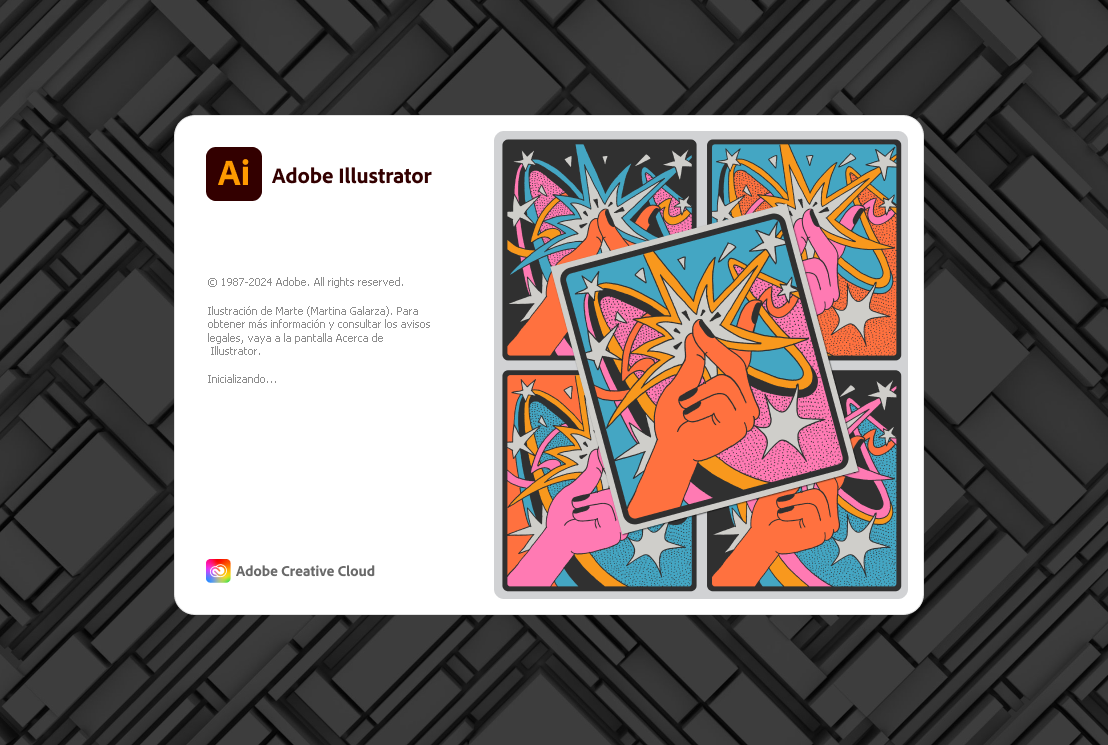 Ai Adobe Illustrator
© 1987-2024 Adobe. All rights reserved.
Ilustración de Marte (Martina Galarza). Para
obtener más información y consultar los avisos
legales, vaya a la pantalla Acerca de
Illustrator.
Inicializando...
Adobe Creative Cloud